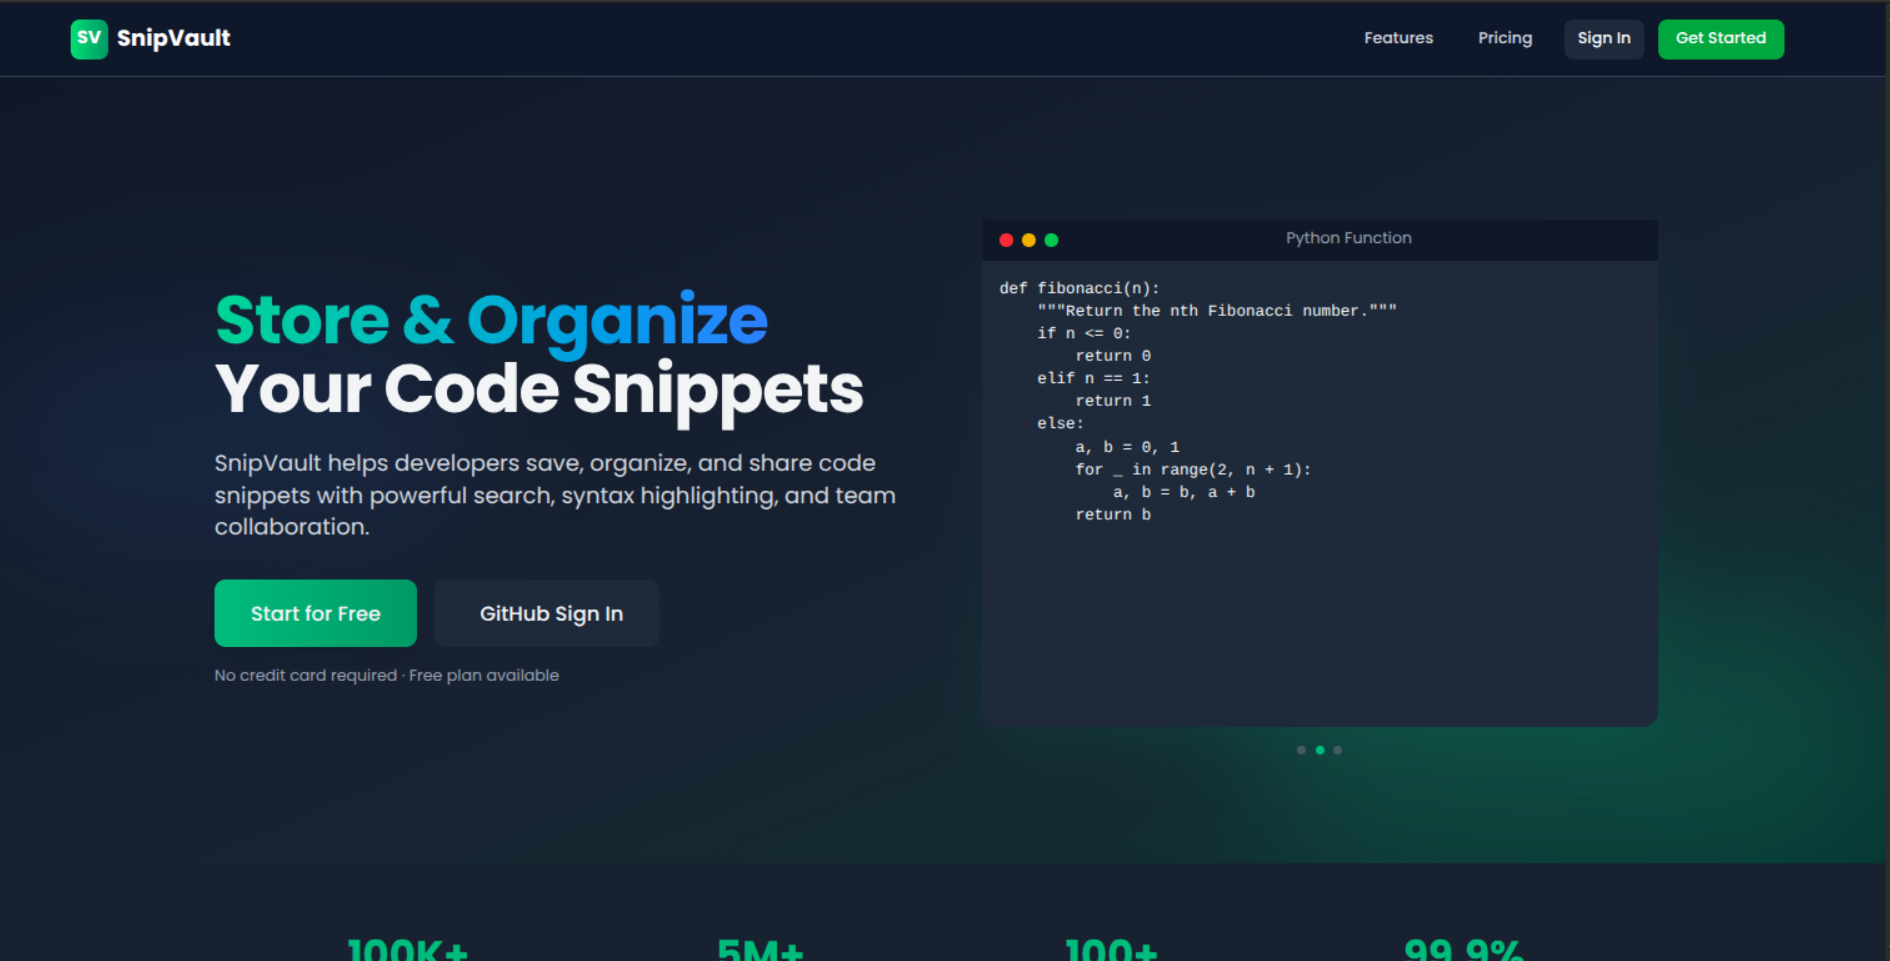 SV SnipVault
Features Pricing Sign In Get Started
Store & Organize
Your Code Snippets
SnipVault helps developers save, organize, and share code
snippets with powerful search, syntax highlighting, and team
collaboration.
Start for Free GitHub Sign In
No credit card required · Free plan available
Python Function
def fibonacci(n):
    """Return the nth Fibonacci number."""
    if n <= 0:
        return 0
    elif n == 1:
        return 1
    else:
        a, b = 0, 1
        for _ in range(2, n + 1):
            a, b = b, a + b
        return b
100K+ 5M+ 100+ 99.9%